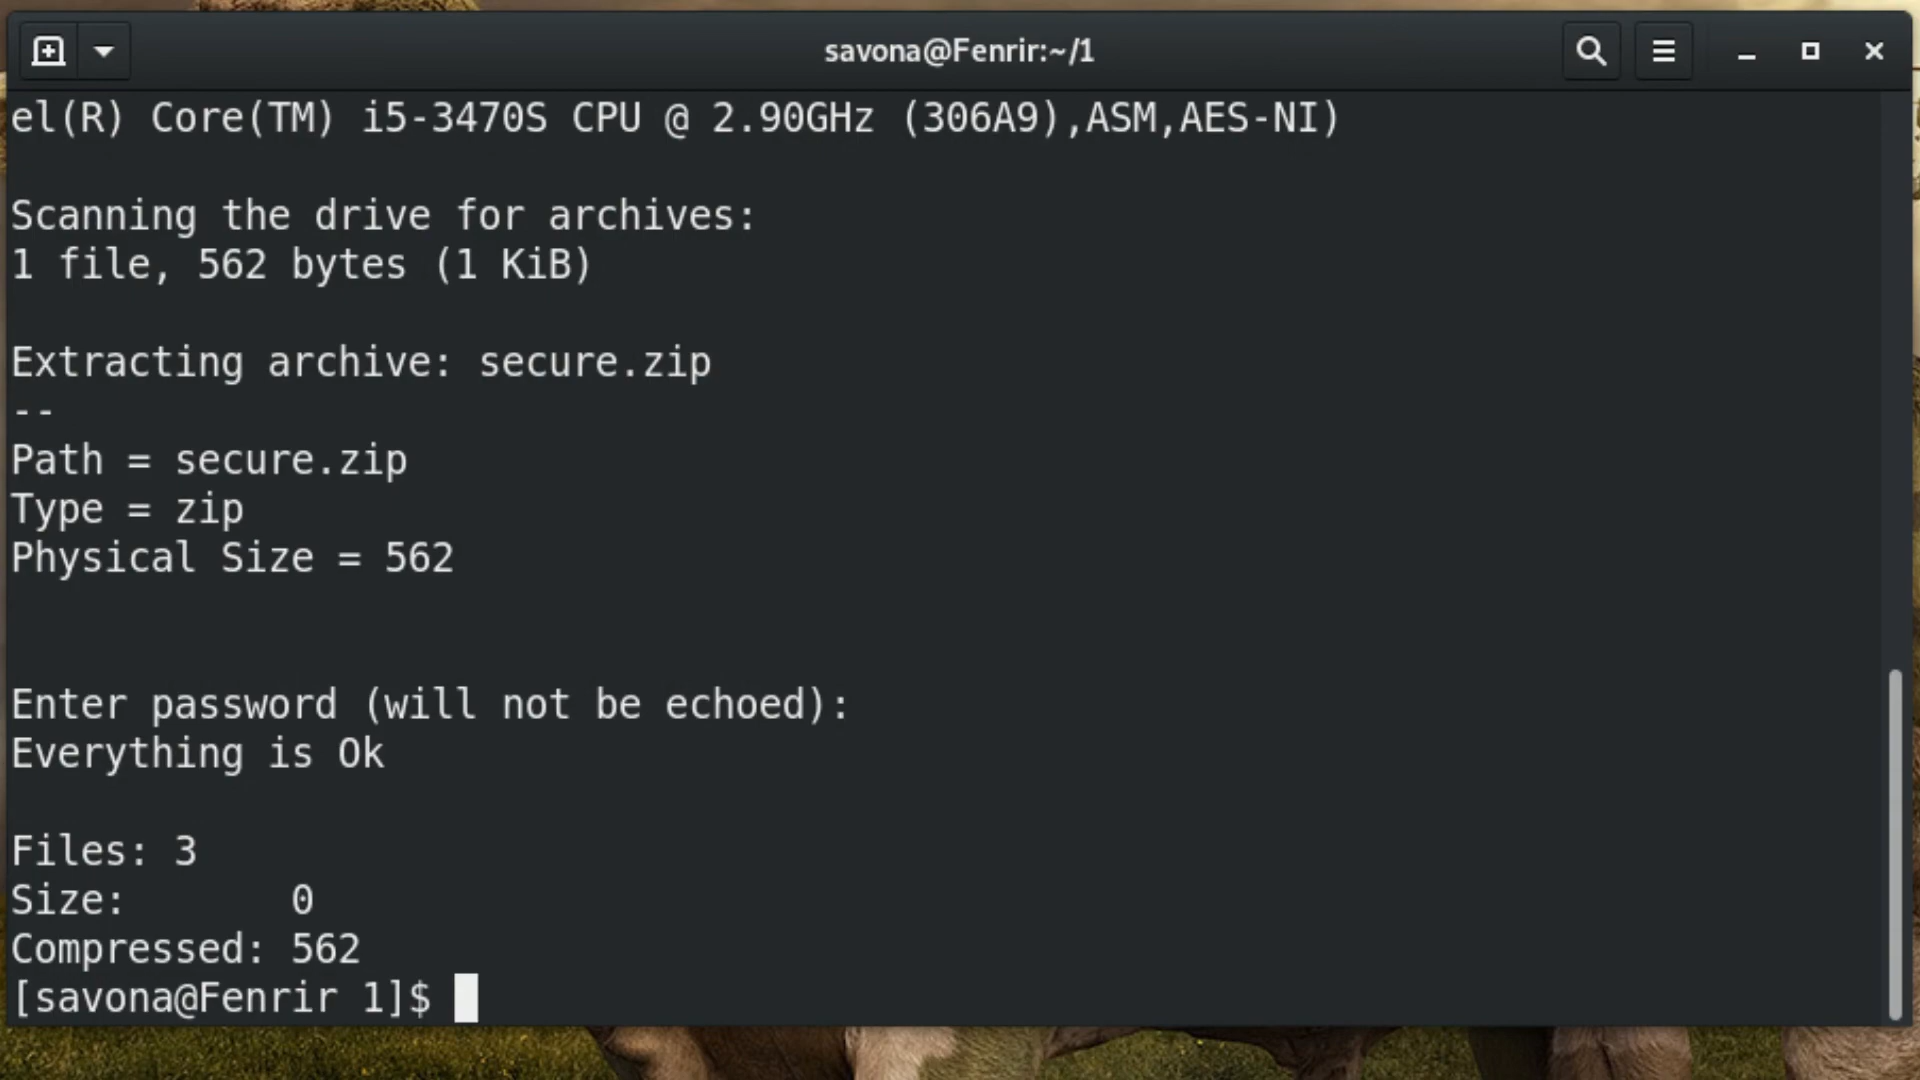 savona@Fenrir:~/1
el(R) Core(TM) i5-3470S CPU @ 2.90GHz (306A9),ASM,AES-NI)
Scanning the drive for archives:
1 file, 562 bytes (1 KiB)
Extracting archive: secure.zip
--
Path = secure.zip
Type = zip
Physical Size = 562
Enter password (will not be echoed):
Everything is Ok
Files: 3
Size:       0
Compressed: 562
[savona@Fenrir 1]$